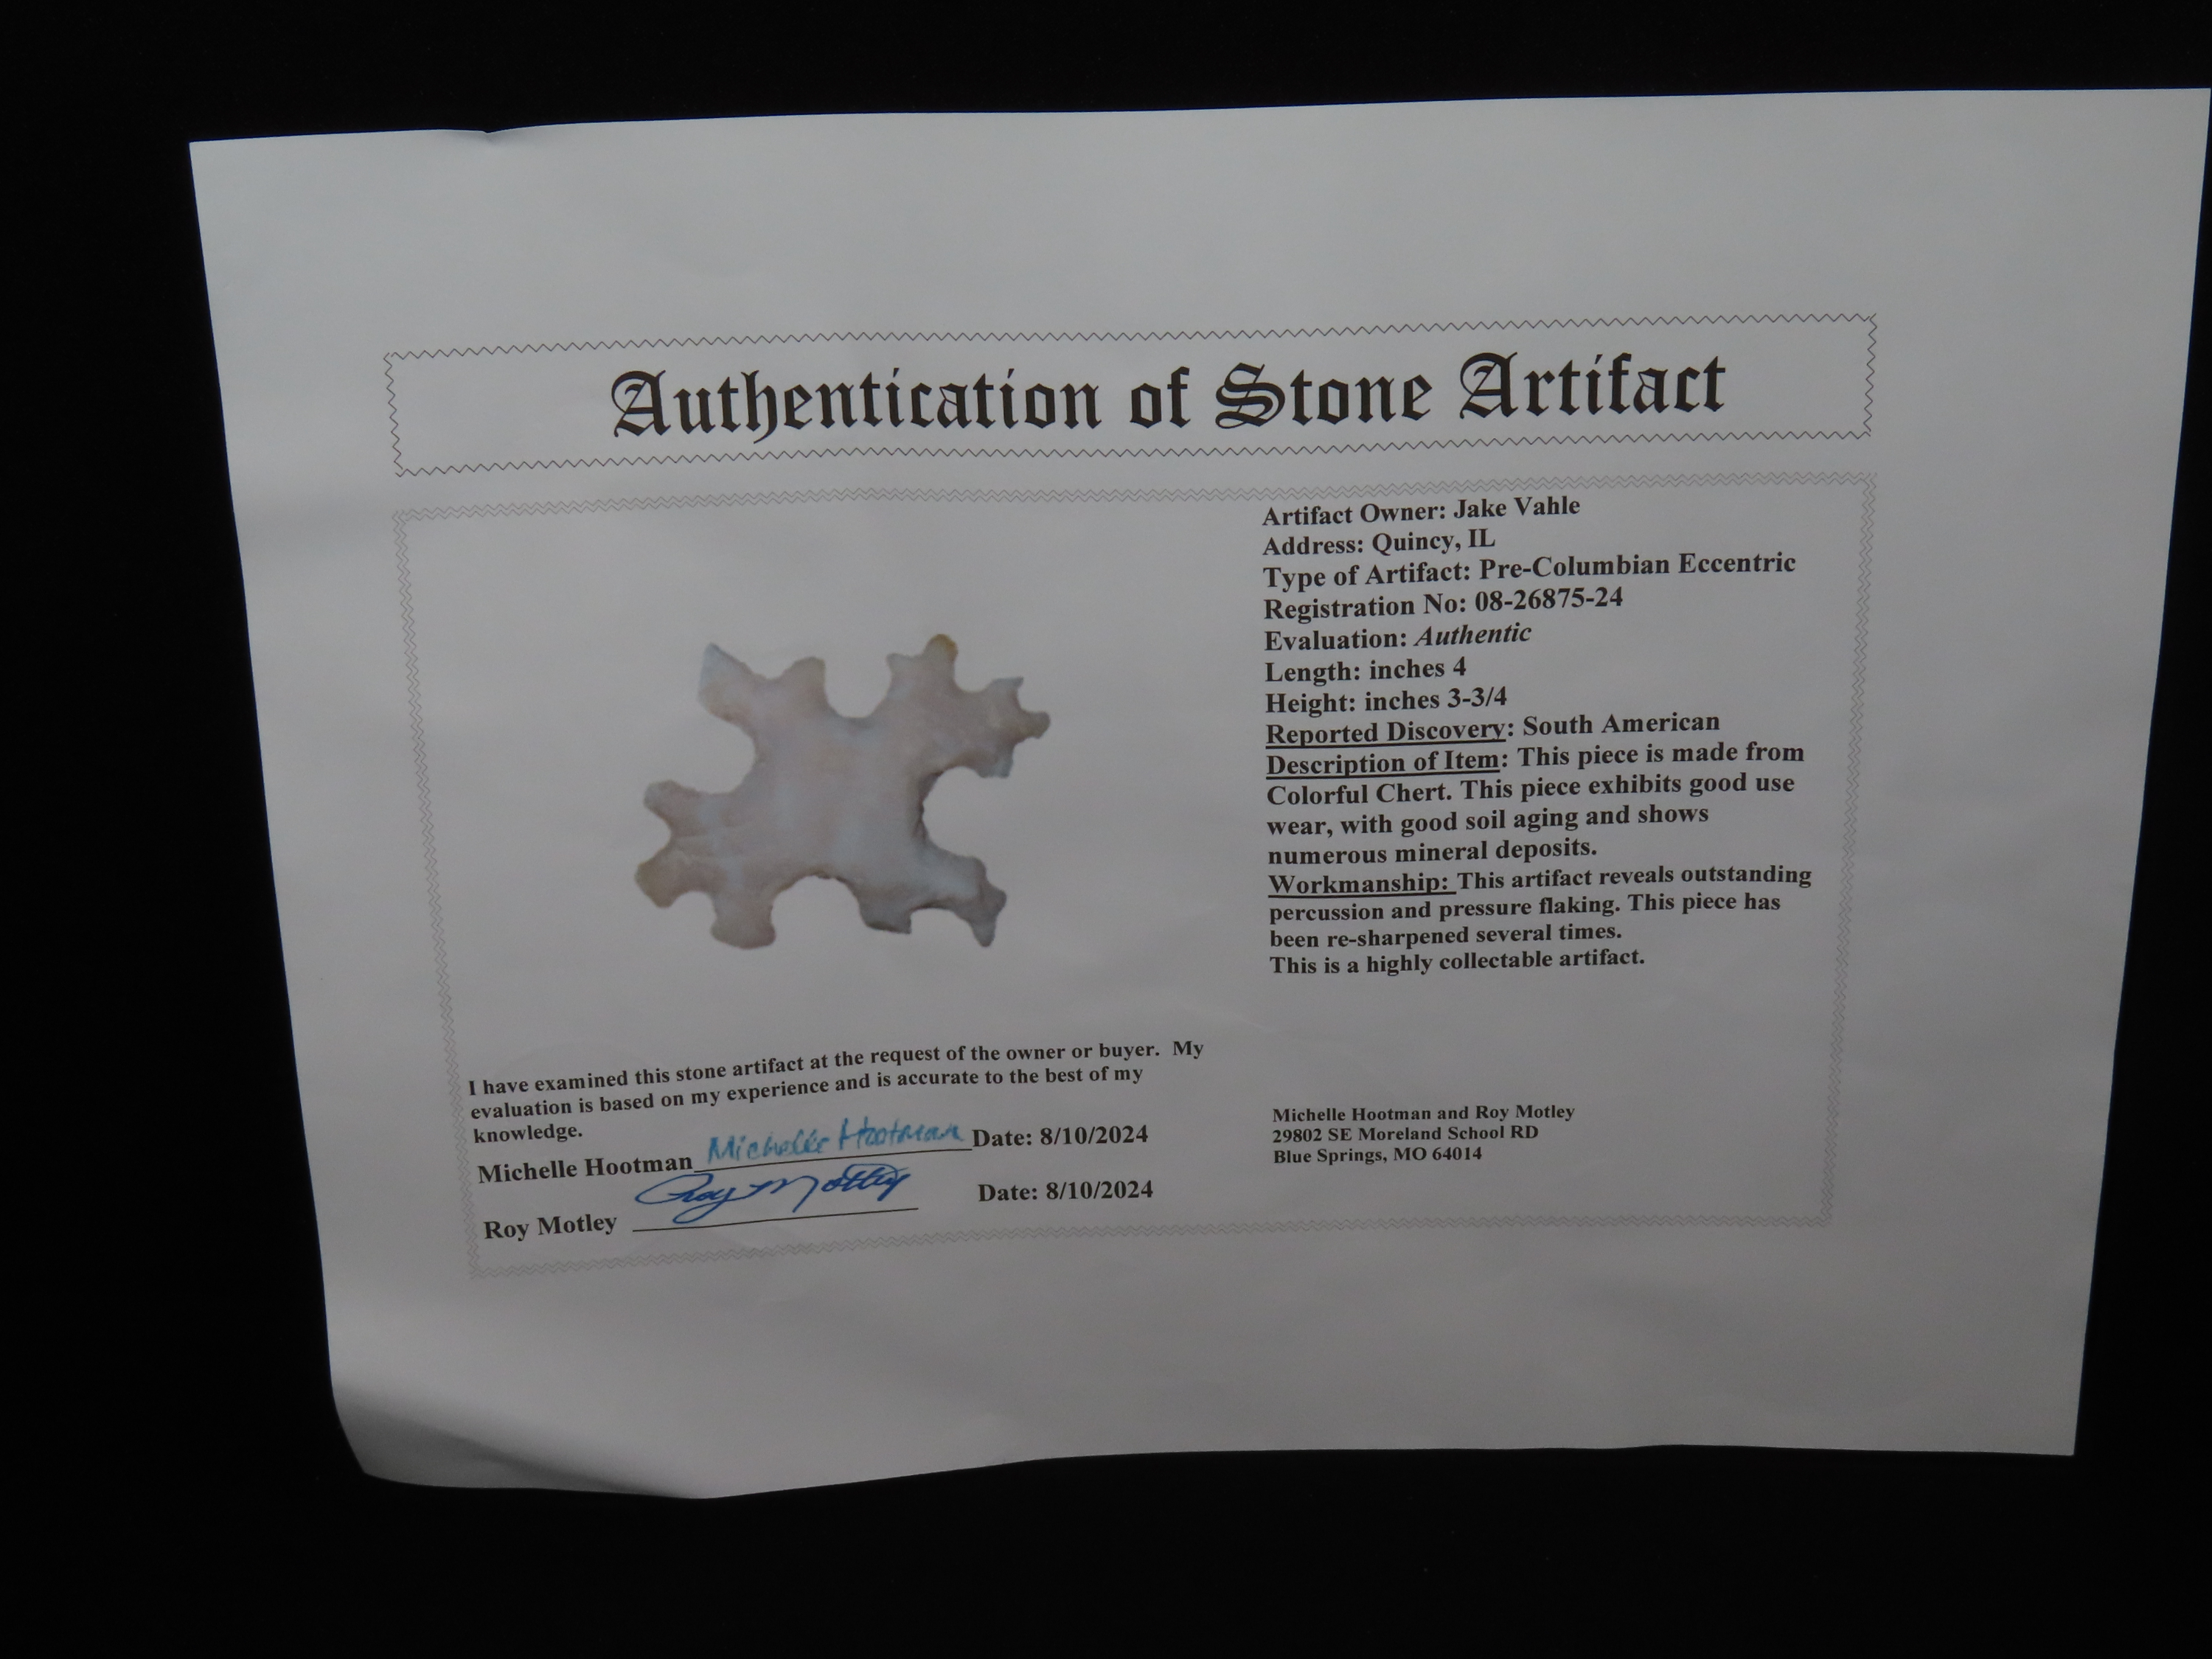 Authentication of Stone Artifact
Artifact Owner: Jake Vahle
Address: Quincy, IL
Type of Artifact: Pre-Columbian Eccentric
Registration No: 08-26875-24
Evaluation: Authentic
Length: inches 4
Height: inches 3-3/4
Reported Discovery: South American
Description of Item: This piece is made from
Colorful Chert. This piece exhibits good use
wear, with good soil aging and shows
numerous mineral deposits.
Workmanship: This artifact reveals outstanding
percussion and pressure flaking. This piece has
been re-sharpened several times.
This is a highly collectable artifact.
I have examined this stone artifact at the request of the owner or buyer. My
evaluation is based on my experience and is accurate to the best of my
knowledge.
Michelle Hootman Michelle Hootman Date: 8/10/2024
Roy Motley Roy Motley Date: 8/10/2024
Michelle Hootman and Roy Motley
29802 SE Moreland School RD
Blue Springs, MO 64014